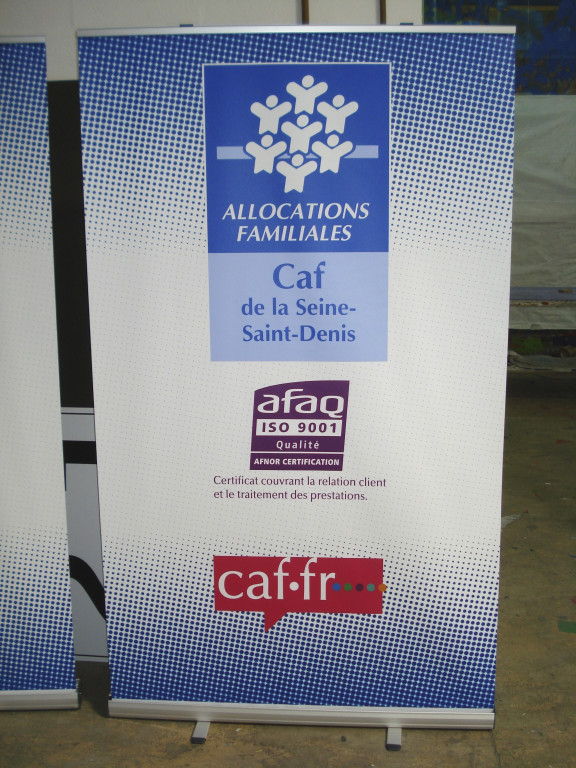 ALLOCATIONS
FAMILIALES
Caf
de la Seine-
Saint-Denis
afaq
ISO 9001
Qualité
AFNOR CERTIFICATION
Certificat couvrant la relation client
et le traitement des prestations.
caf.fr